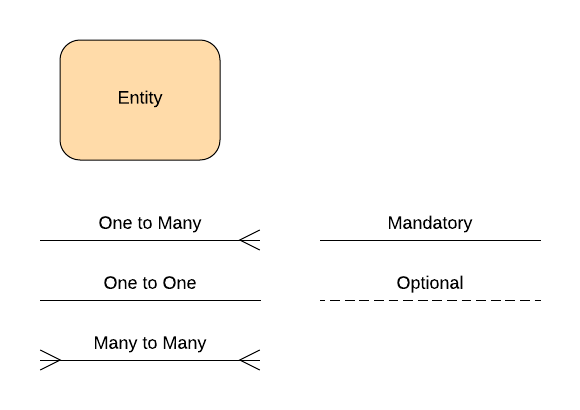 Entity
One to Many
Mandatory
One to One
Optional
Many to Many